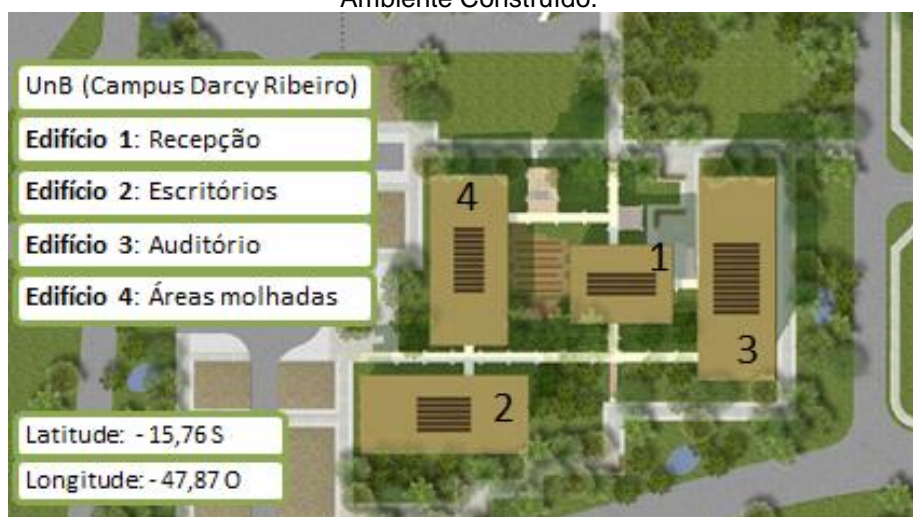 Ambiente Construído.
UnB (Campus Darcy Ribeiro)
Edifício 1: Recepção
Edifício 2: Escritórios
Edifício 3: Auditório
Edifício 4: Áreas molhadas
4
1
3
2
Latitude: - 15,76 S
Longitude: - 47,87 O